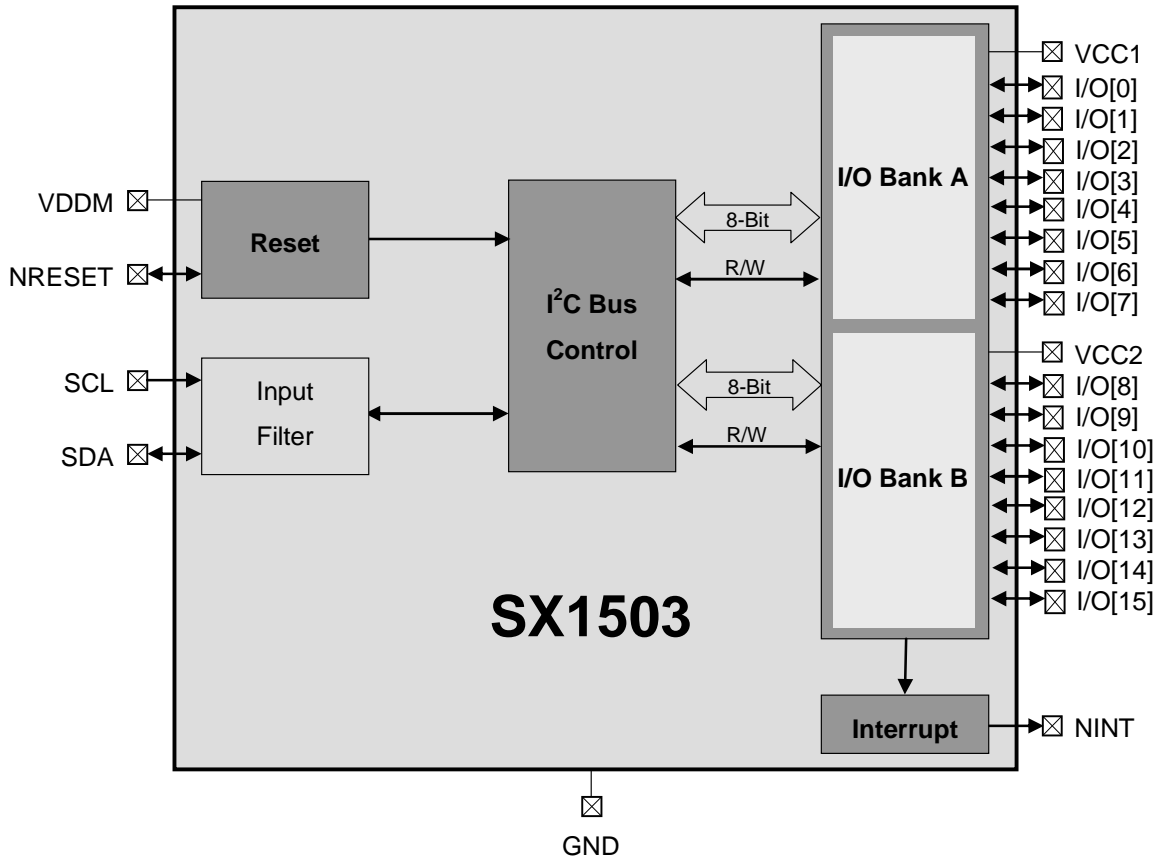 VDDM
NRESET
SCL
SDA
Reset
Input
Filter
I²C Bus
Control
8-Bit
R/W
8-Bit
R/W
I/O Bank A
I/O Bank B
SX1503
Interrupt
VCC1
I/O[0]
I/O[1]
I/O[2]
I/O[3]
I/O[4]
I/O[5]
I/O[6]
I/O[7]
VCC2
I/O[8]
I/O[9]
I/O[10]
I/O[11]
I/O[12]
I/O[13]
I/O[14]
I/O[15]
NINT
GND